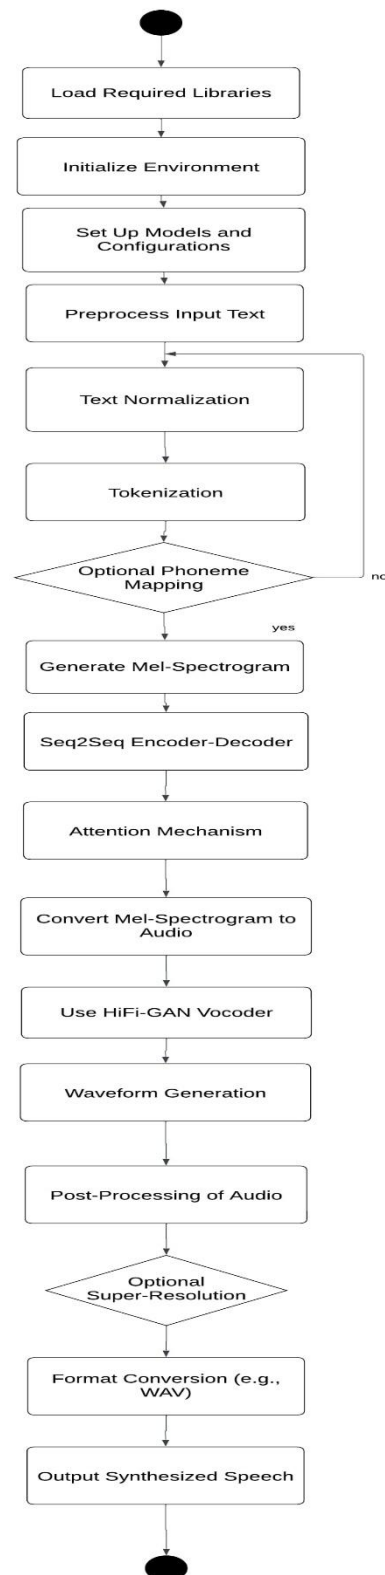 Load Required Libraries
Initialize Environment
Set Up Models and
Configurations
Preprocess Input Text
Text Normalization
Tokenization
Optional Phoneme
Mapping
no
yes
Generate Mel-Spectrogram
Seq2Seq Encoder-Decoder
Attention Mechanism
Convert Mel-Spectrogram to
Audio
Use HiFi-GAN Vocoder
Waveform Generation
Post-Processing of Audio
Optional
Super-Resolution
Format Conversion (e.g.,
WAV)
Output Synthesized Speech